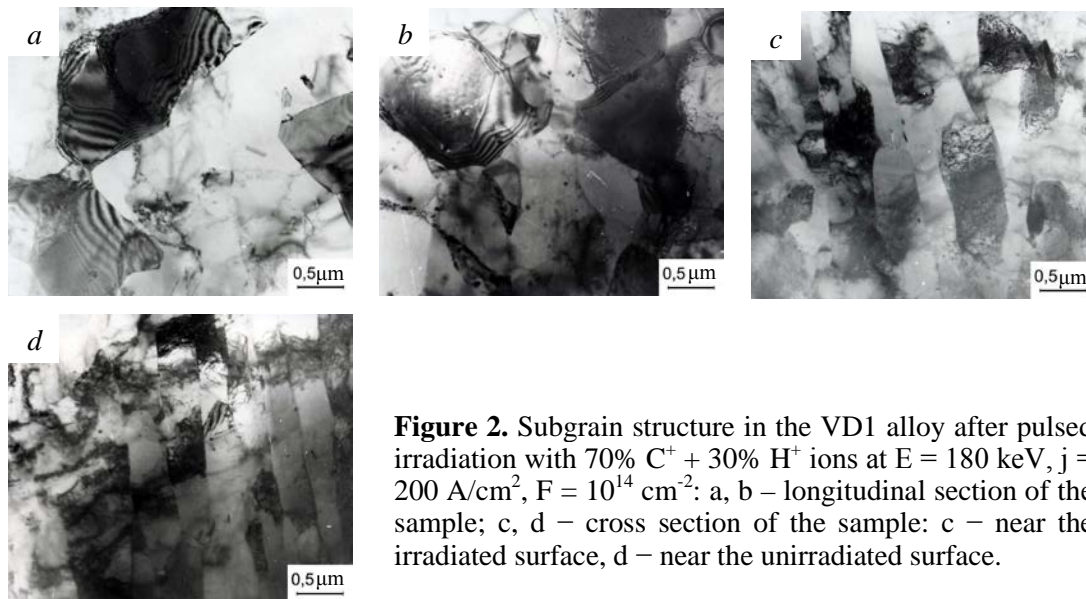 a
b
c
0,5μm
0,5μm
0,5μm
d
0,5μm
Figure 2. Subgrain structure in the VD1 alloy after pulsed
irradiation with 70% C⁺ + 30% H⁺ ions at E = 180 keV, j =
200 A/cm², F = 10¹⁴ cm⁻²: a, b – longitudinal section of the
sample; c, d − cross section of the sample: c − near the
irradiated surface, d − near the unirradiated surface.